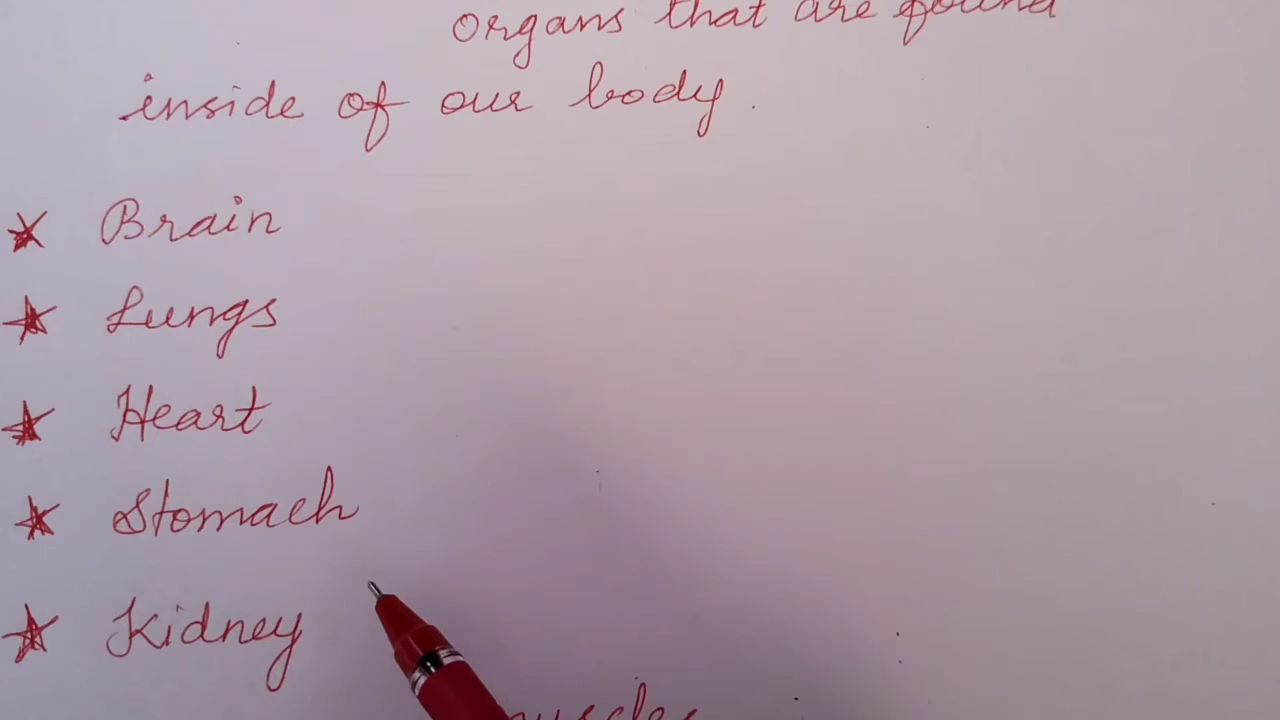 organs that are found
inside of our body.
Brain
Lungs
Heart
Stomach
Kidney